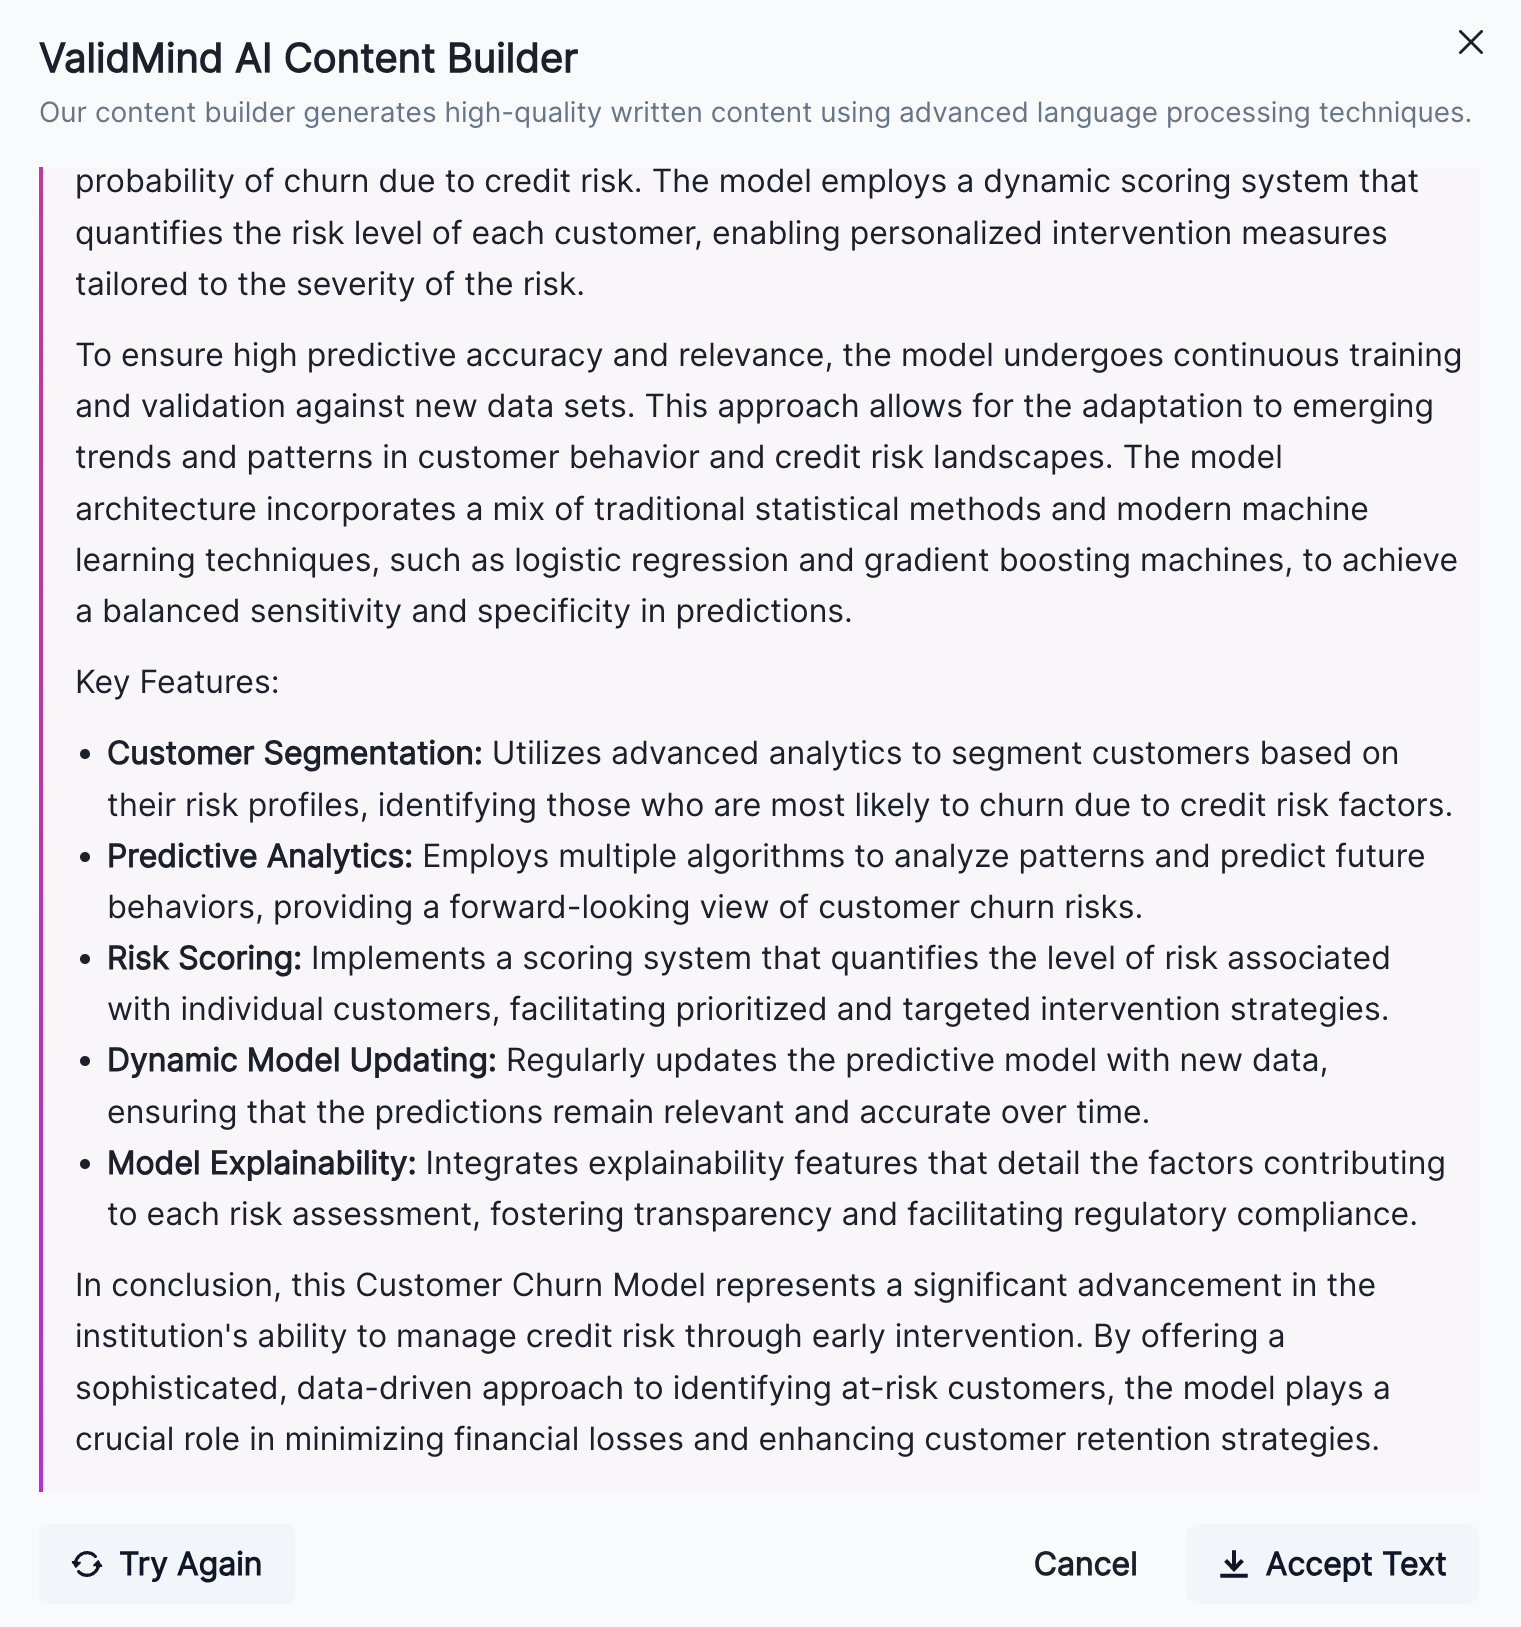 ValidMind AI Content Builder
Our content builder generates high-quality written content using advanced language processing techniques.
probability of churn due to credit risk. The model employs a dynamic scoring system that
quantifies the risk level of each customer, enabling personalized intervention measures
tailored to the severity of the risk.
To ensure high predictive accuracy and relevance, the model undergoes continuous training
and validation against new data sets. This approach allows for the adaptation to emerging
trends and patterns in customer behavior and credit risk landscapes. The model
architecture incorporates a mix of traditional statistical methods and modern machine
learning techniques, such as logistic regression and gradient boosting machines, to achieve
a balanced sensitivity and specificity in predictions.
Key Features:
• Customer Segmentation: Utilizes advanced analytics to segment customers based on
their risk profiles, identifying those who are most likely to churn due to credit risk factors.
• Predictive Analytics: Employs multiple algorithms to analyze patterns and predict future
behaviors, providing a forward-looking view of customer churn risks.
• Risk Scoring: Implements a scoring system that quantifies the level of risk associated
with individual customers, facilitating prioritized and targeted intervention strategies.
• Dynamic Model Updating: Regularly updates the predictive model with new data,
ensuring that the predictions remain relevant and accurate over time.
• Model Explainability: Integrates explainability features that detail the factors contributing
to each risk assessment, fostering transparency and facilitating regulatory compliance.
In conclusion, this Customer Churn Model represents a significant advancement in the
institution's ability to manage credit risk through early intervention. By offering a
sophisticated, data-driven approach to identifying at-risk customers, the model plays a
crucial role in minimizing financial losses and enhancing customer retention strategies.
Try Again
Cancel
Accept Text